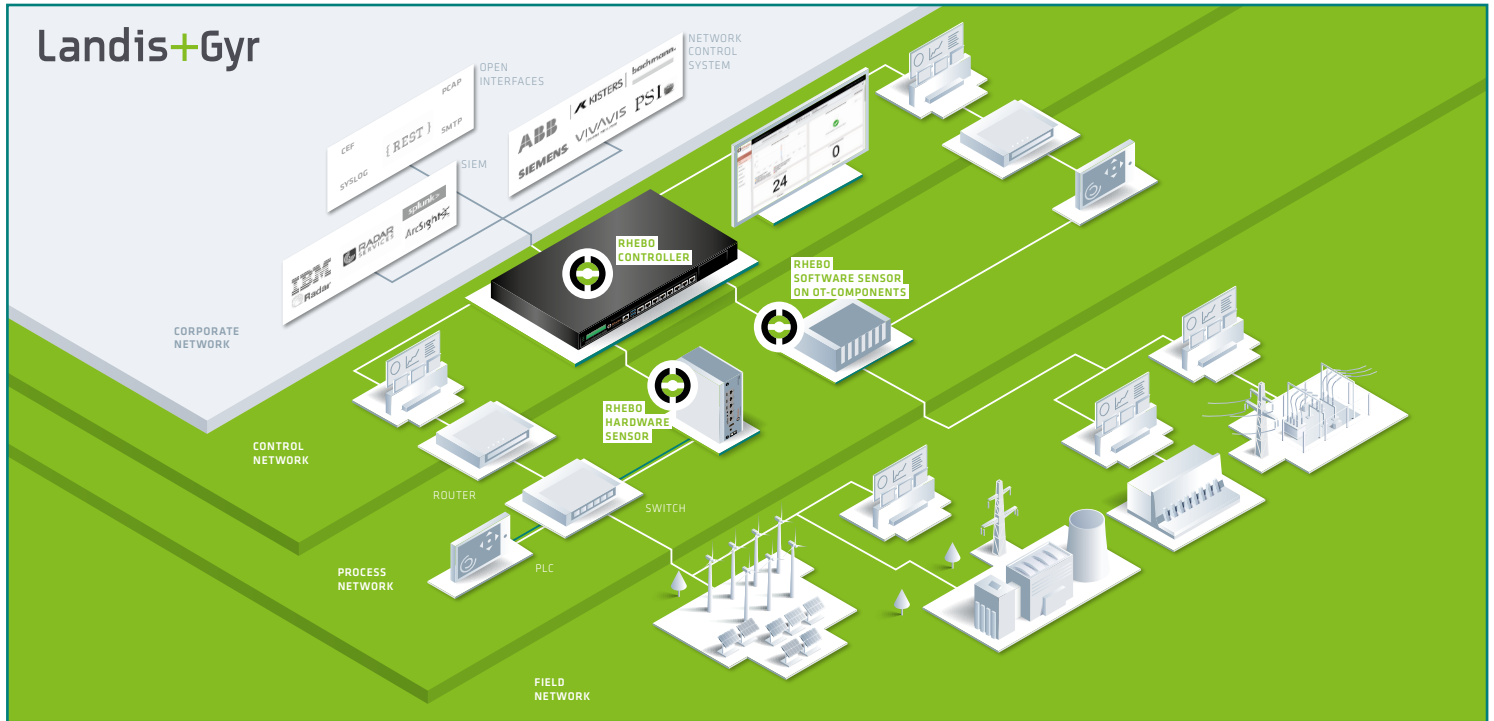 Landis+Gyr
OPEN
INTERFACES
PCAP
CEF
{ REST }
SMTP
SYSLOG
NETWORK
CONTROL
SYSTEM
ABB
KISTERS
bachmann.
SIEMENS
VIVAVIS
PSI
SIEM
splunk>
RADAR
SERVICES
ArcSight
IBM
Radar
CORPORATE
NETWORK
24
0
RHEBO
CONTROLLER
RHEBO
SOFTWARE SENSOR
ON OT-COMPONENTS
RHEBO
HARDWARE
SENSOR
CONTROL
NETWORK
ROUTER
SWITCH
PROCESS
NETWORK
PLC
FIELD
NETWORK